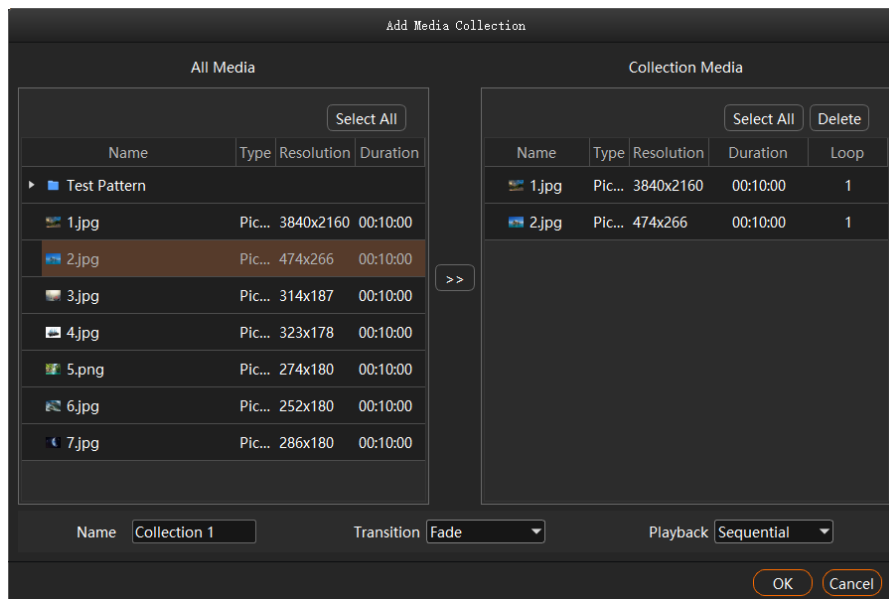 Add Media Collection
All Media
Select All
Name Type Resolution Duration
Test Pattern
1.jpg Pic... 3840x2160 00:10:00
2.jpg Pic... 474x266 00:10:00
3.jpg Pic... 314x187 00:10:00
4.jpg Pic... 323x178 00:10:00
5.png Pic... 274x180 00:10:00
6.jpg Pic... 252x180 00:10:00
7.jpg Pic... 286x180 00:10:00
>>
Collection Media
Select All Delete
Name Type Resolution Duration Loop
1.jpg Pic... 3840x2160 00:10:00 1
2.jpg Pic... 474x266 00:10:00 1
Name Collection 1 Transition Fade Playback Sequential
OK Cancel